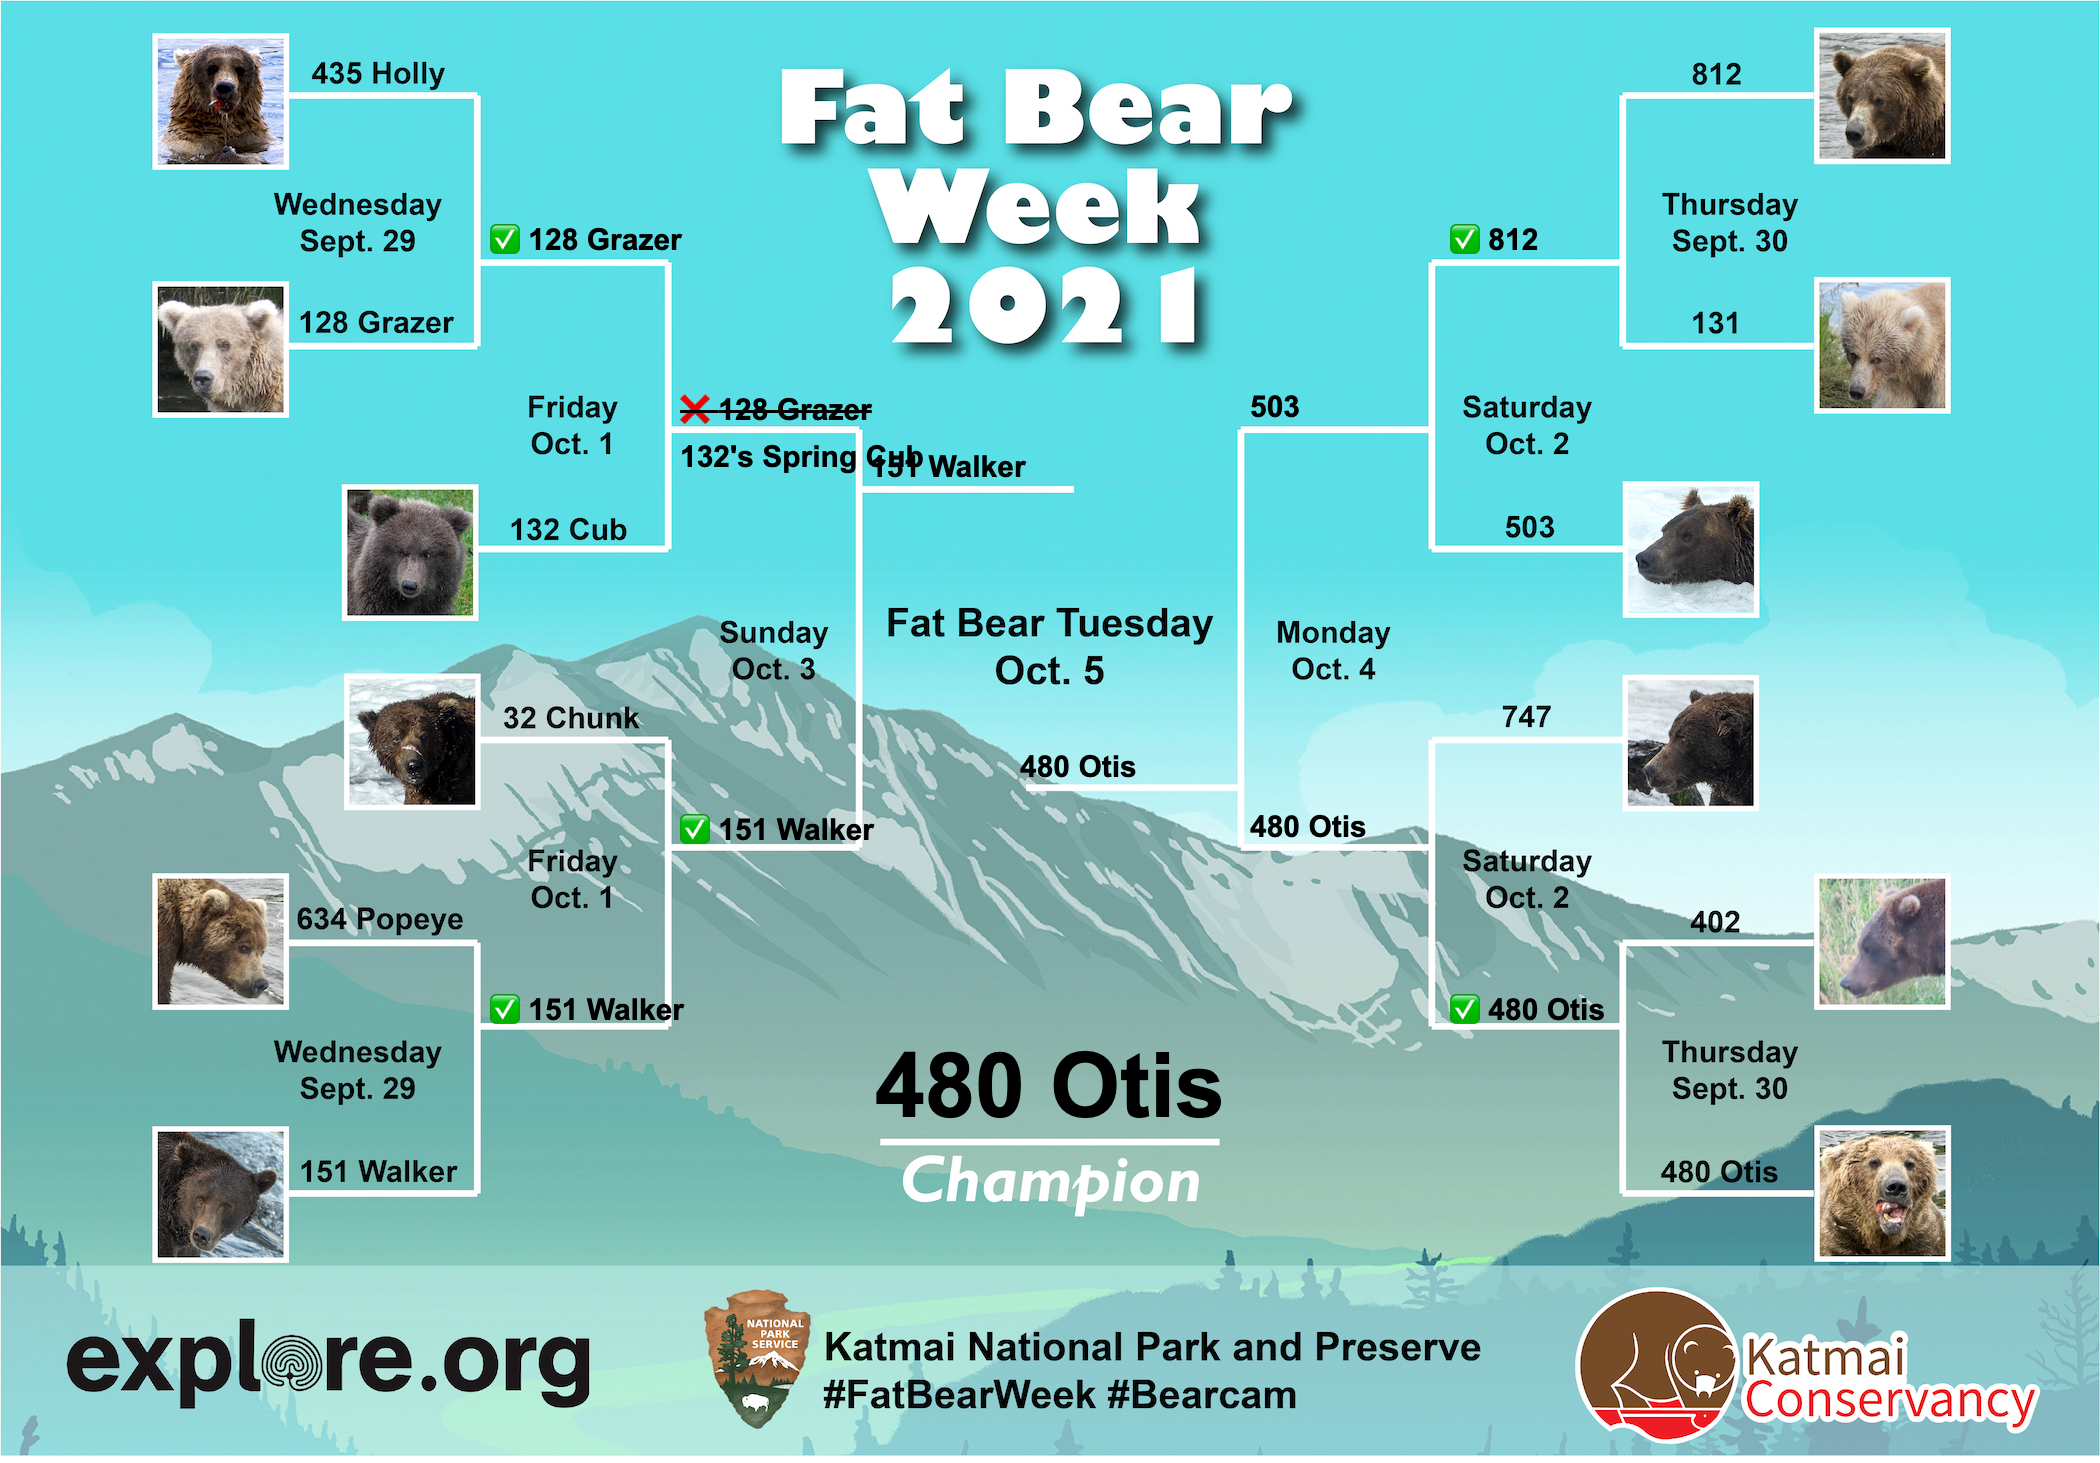 Fat Bear
Week
2021
435 Holly
Wednesday
Sept. 29
128 Grazer
✅ 128 Grazer
Friday
Oct. 1
132 Cub
❌ 128 Grazer
132's Spring Cub
151 Walker
Sunday
Oct. 3
32 Chunk
✅ 151 Walker
Friday
Oct. 1
634 Popeye
✅ 151 Walker
Wednesday
Sept. 29
151 Walker
Fat Bear Tuesday
Oct. 5
480 Otis
812
Thursday
Sept. 30
131
✅ 812
503
Saturday
Oct. 2
503
Monday
Oct. 4
747
480 Otis
Saturday
Oct. 2
402
✅ 480 Otis
Thursday
Sept. 30
480 Otis
480 Otis
Champion
explore.org
NATIONAL
PARK
SERVICE
Katmai National Park and Preserve
#FatBearWeek #Bearcam
Katmai
Conservancy